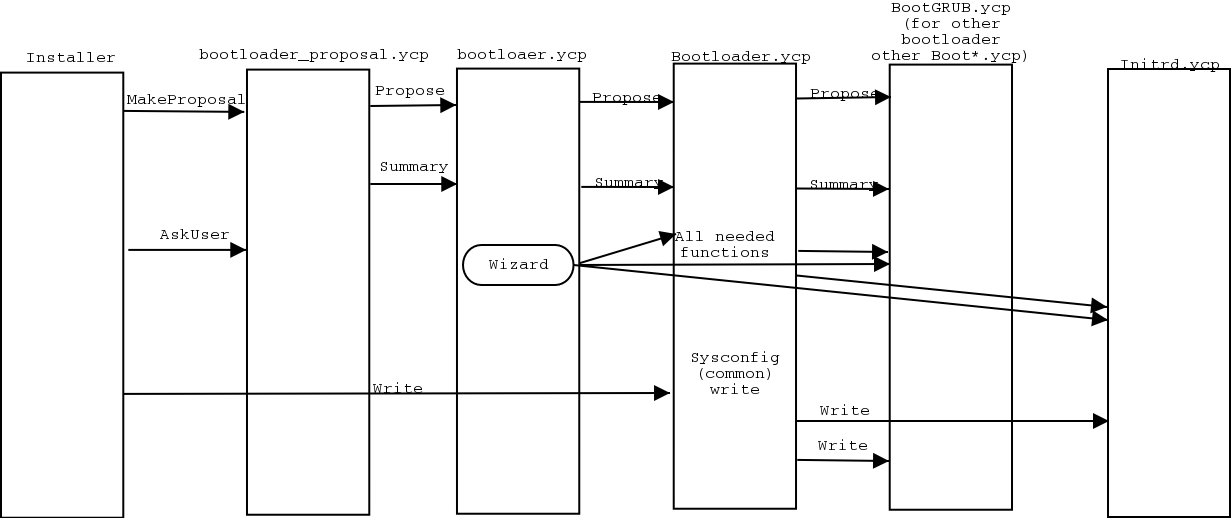 BootGRUB.ycp
(for other
bootloader
other Boot*.ycp)
Installer
bootloader_proposal.ycp
bootloaer.ycp
Bootloader.ycp
Initrd.ycp
MakeProposal
Propose
Propose
Propose
Summary
Summary
Summary
AskUser
All needed
functions
Wizard
Sysconfig
(common)
write
Write
Write
Write